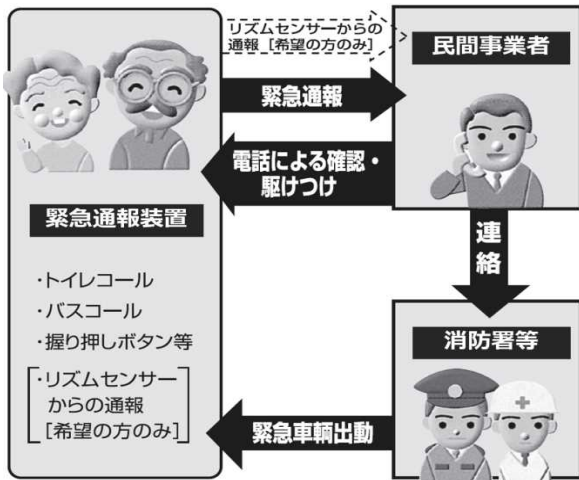 リズムセンサーからの
通報［希望の方のみ］
民間事業者
緊急通報
電話による確認・
駆けつけ
緊急通報装置
・トイレコール
・バスコール
・握り押しボタン等
・リズムセンサー
からの通報
［希望の方のみ］
連
絡
消防署等
緊急車輌出動